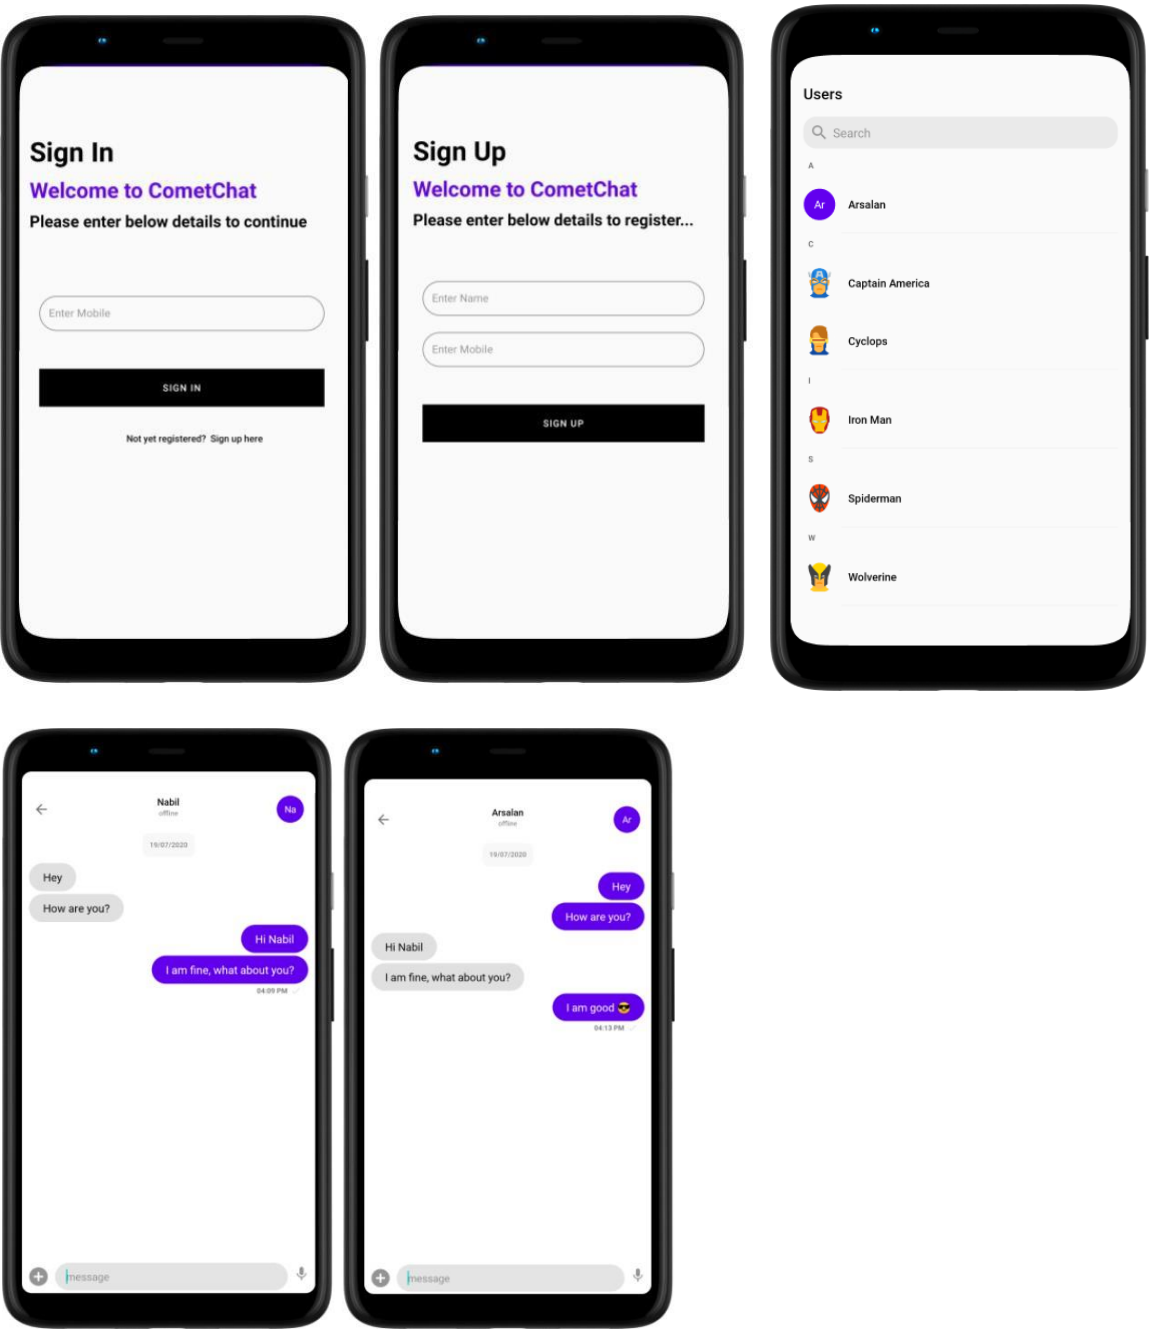 Sign In
Welcome to CometChat
Please enter below details to continue
Enter Mobile
SIGN IN
Not yet registered? Sign up here
Sign Up
Welcome to CometChat
Please enter below details to register...
Enter Name
Enter Mobile
SIGN UP
Users
Search
A
Ar Arsalan
C
Captain America
Cyclops
I
Iron Man
S
Spiderman
W
Wolverine
Nabil
offline
Na
19/07/2020
Hey
How are you?
Hi Nabil
I am fine, what about you?
04:09 PM
message
Arsalan
offline
Ar
19/07/2020
Hey
How are you?
Hi Nabil
I am fine, what about you?
I am good 😎
04:13 PM
message